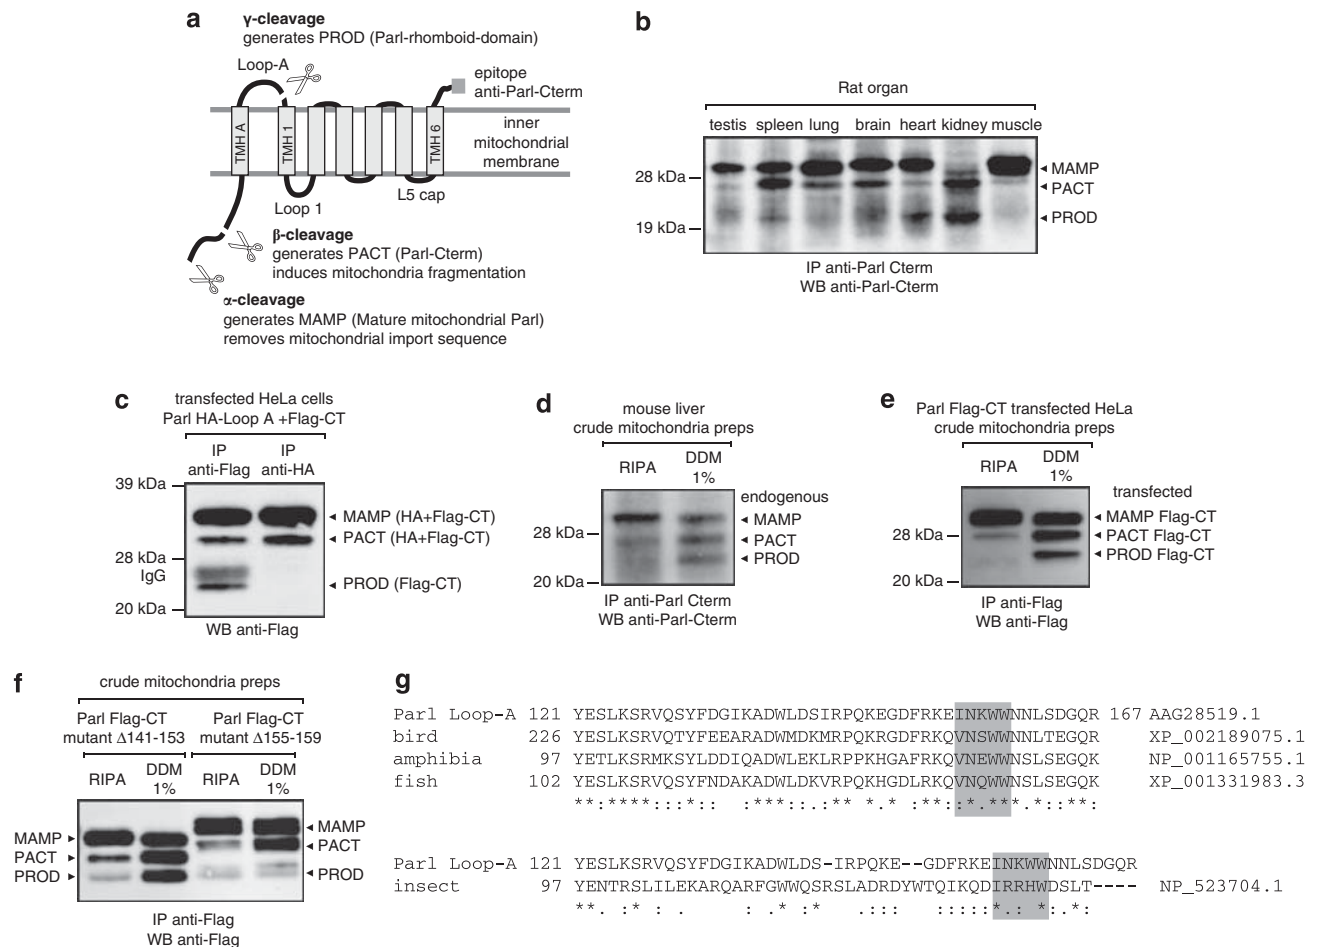 a
γ-cleavage
generates PROD (Parl-rhomboid-domain)
Loop-A
epitope
anti-Parl-Cterm
TMH A
TMH 1
TMH 6
inner
mitochondrial
membrane
Loop 1
L5 cap
β-cleavage
generates PACT (Parl-Cterm)
induces mitochondria fragmentation
α-cleavage
generates MAMP (Mature mitochondrial Parl)
removes mitochondrial import sequence
b
Rat organ
testis spleen lung brain heart kidney muscle
28 kDa
19 kDa
MAMP
PACT
PROD
IP anti-Parl Cterm
WB anti-Parl-Cterm
c
transfected HeLa cells
Parl HA-Loop A +Flag-CT
IP anti-Flag
IP anti-HA
39 kDa
28 kDa
IgG
20 kDa
MAMP (HA+Flag-CT)
PACT (HA+Flag-CT)
PROD (Flag-CT)
WB anti-Flag
d
mouse liver
crude mitochondria preps
RIPA
DDM 1%
28 kDa
20 kDa
endogenous
MAMP
PACT
PROD
IP anti-Parl Cterm
WB anti-Parl-Cterm
e
Parl Flag-CT transfected HeLa
crude mitochondria preps
RIPA
DDM 1%
28 kDa
20 kDa
transfected
MAMP Flag-CT
PACT Flag-CT
PROD Flag-CT
IP anti-Flag
WB anti-Flag
f
crude mitochondria preps
Parl Flag-CT
mutant Δ141-153
Parl Flag-CT
mutant Δ155-159
RIPA
DDM 1%
RIPA
DDM 1%
MAMP
PACT
PROD
MAMP
PACT
PROD
IP anti-Flag
WB anti-Flag
g
Parl Loop-A 121 YESLKSRVQSYFDGIKADWLDSIRPQKEGDFRKEINKWWNNLSDGQR 167 AAG28519.1
bird 226 YESLKSRVQTYFEEARADWMDKMRPQKRGDFRKQVNSWWNNLTEGQR XP_002189075.1
amphibia 97 YETLKSRMKSYLDDIQADWLEKLRPPKHGAFRKQVNEWWNSLSEGQK NP_001165755.1
fish 102 YESLKSRVQSYFNDAKADWLDKVRPQKHGDLRKQVNQWWNSLSEGQK XP_001331983.3
**:****:::*:: :***::.:** *.* :**::*.***.**::**:
Parl Loop-A 121 YESLKSRVQSYFDGIKADWLDS-IRPQKE--GDFRKEINKWWNNLSDGQR
insect 97 YENTRSLILEKARQARFGWWQSRSLADRDYWTQIKQDIRRHWDSLT---- NP_523704.1
**. :* : . : .* :* .::: :::::*.: *:.*: